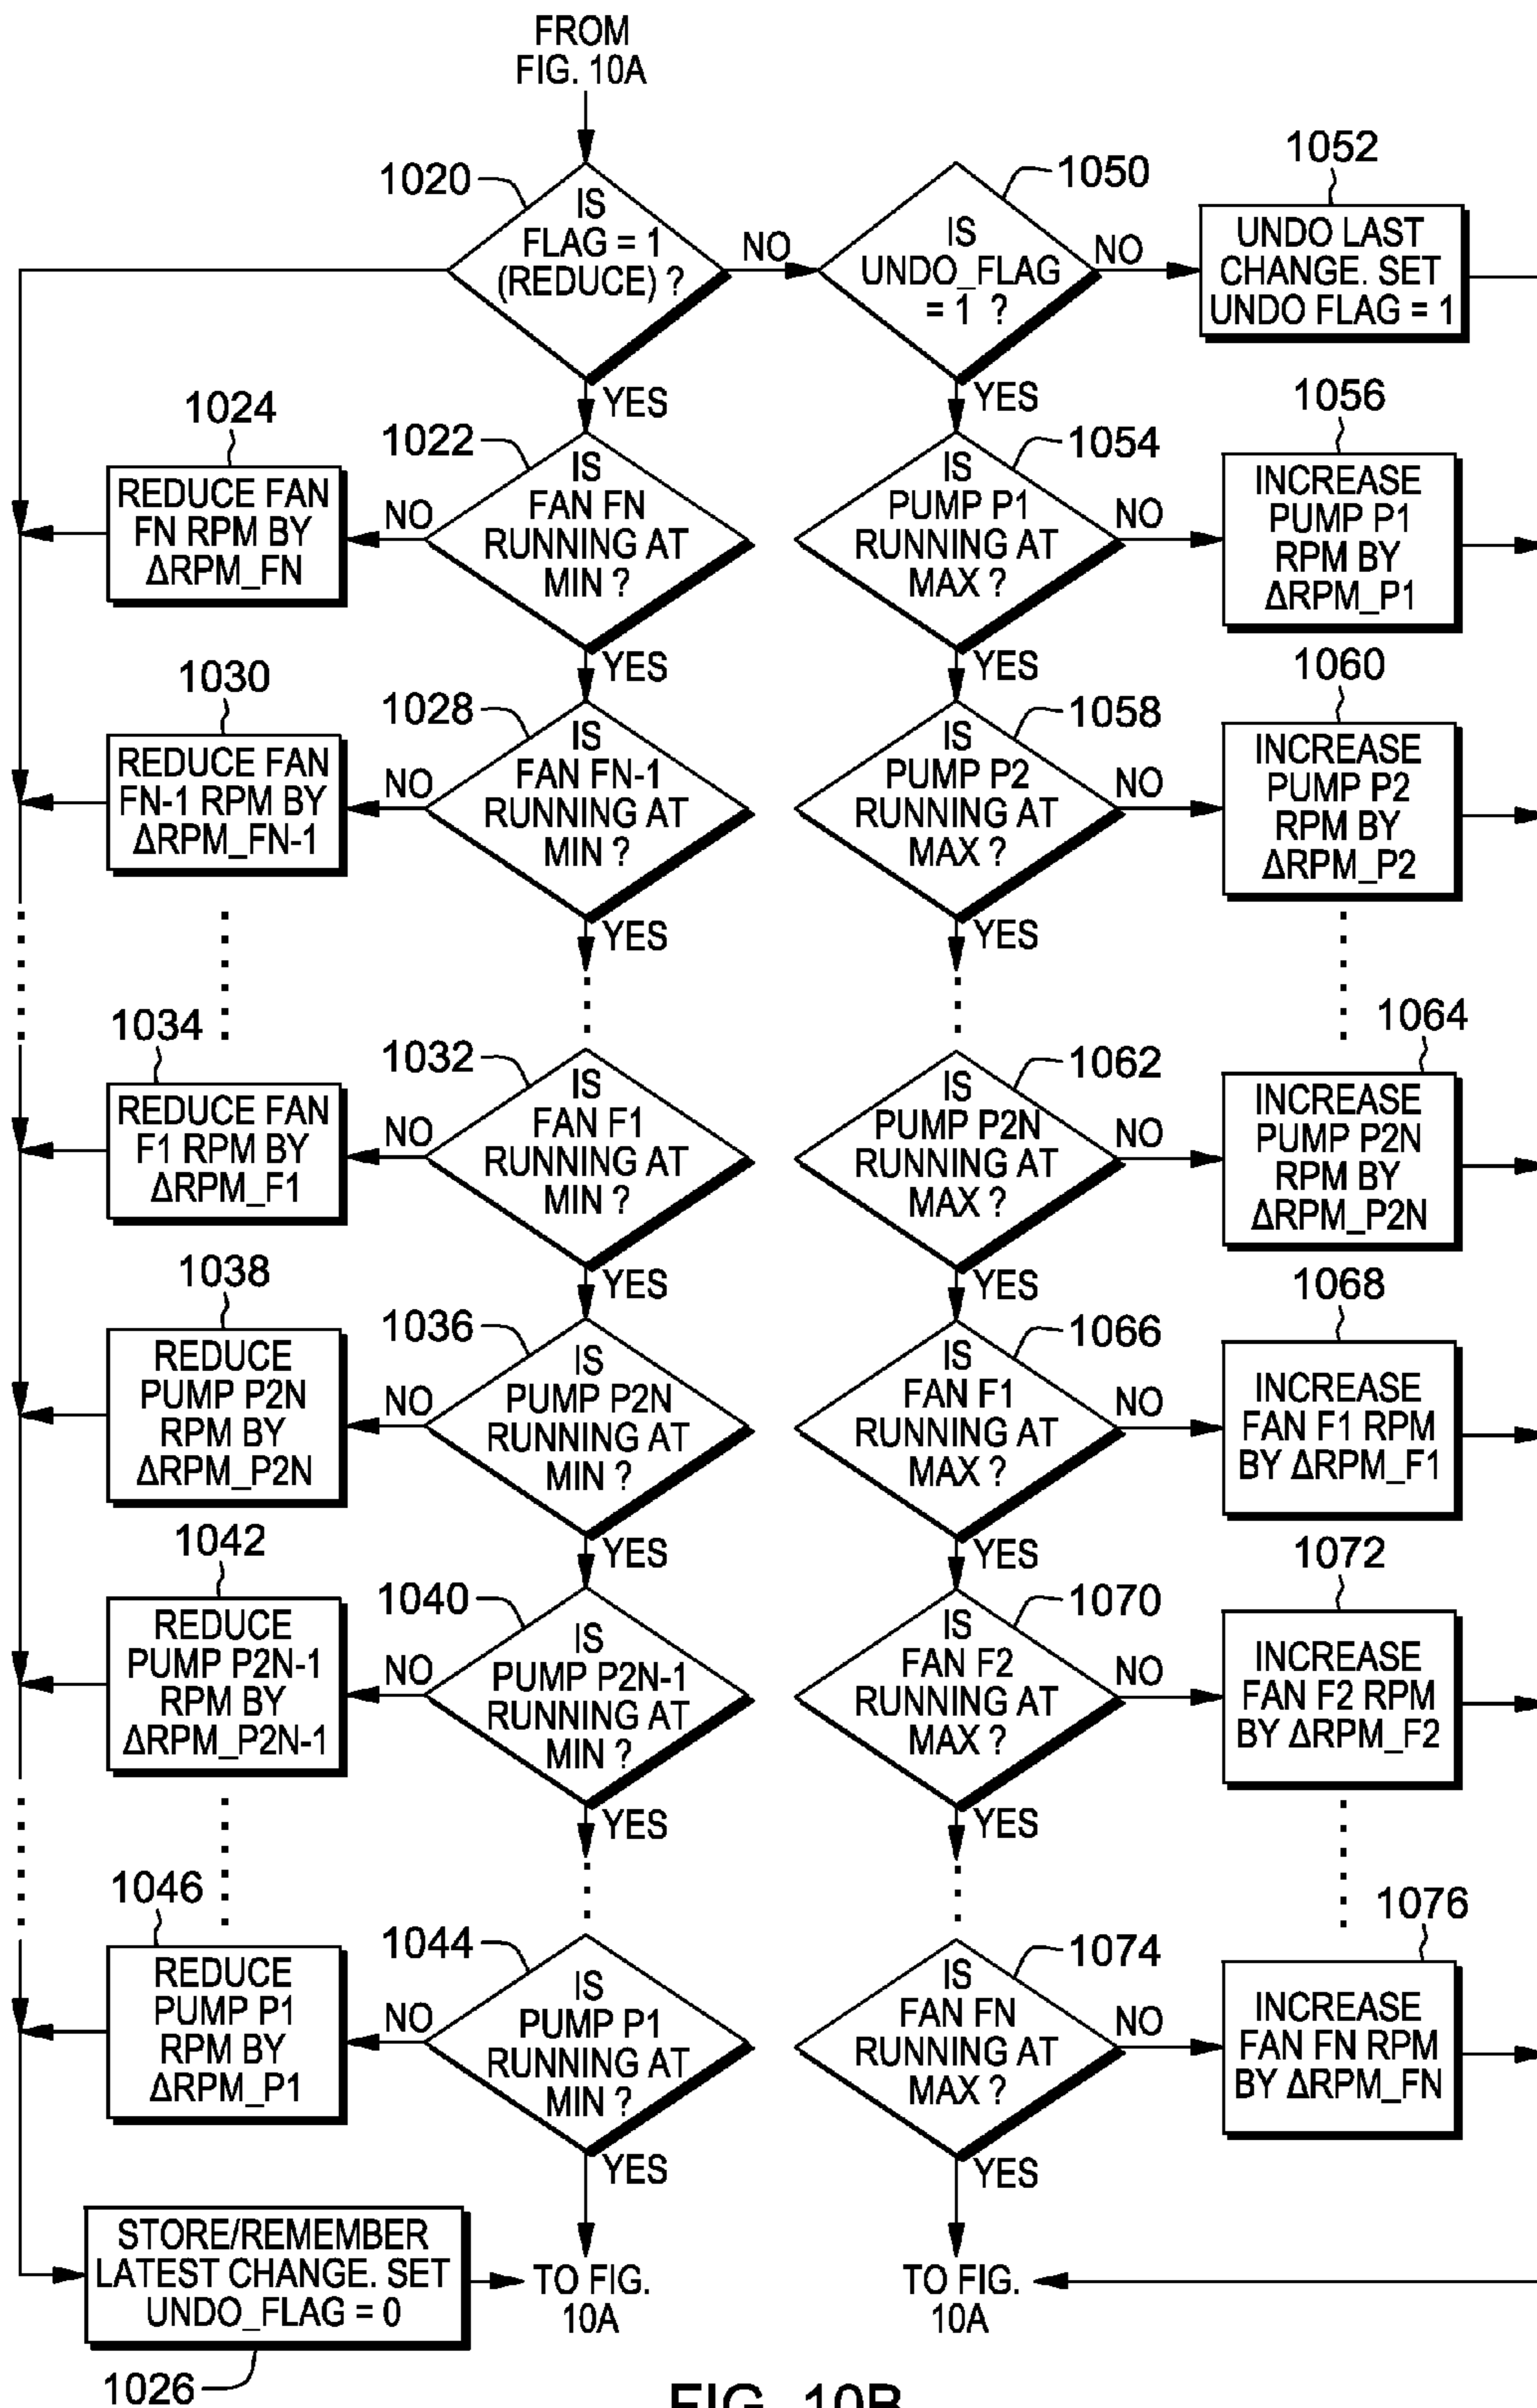 FROM
FIG. 10A
1020
IS
FLAG = 1
(REDUCE) ?
NO
YES
1050
IS
UNDO_FLAG
= 1 ?
NO
YES
1052
UNDO LAST
CHANGE. SET
UNDO FLAG = 1
1024
REDUCE FAN
FN RPM BY
ΔRPM_FN
1022
IS
FAN FN
RUNNING AT
MIN ?
NO
YES
1054
IS
PUMP P1
RUNNING AT
MAX ?
NO
YES
1056
INCREASE
PUMP P1
RPM BY
ΔRPM_P1
1030
REDUCE FAN
FN-1 RPM BY
ΔRPM_FN-1
1028
IS
FAN FN-1
RUNNING AT
MIN ?
NO
YES
1058
IS
PUMP P2
RUNNING AT
MAX ?
NO
YES
1060
INCREASE
PUMP P2
RPM BY
ΔRPM_P2
1034
REDUCE FAN
F1 RPM BY
ΔRPM_F1
1032
IS
FAN F1
RUNNING AT
MIN ?
NO
YES
1062
IS
PUMP P2N
RUNNING AT
MAX ?
NO
YES
1064
INCREASE
PUMP P2N
RPM BY
ΔRPM_P2N
1038
REDUCE
PUMP P2N
RPM BY
ΔRPM_P2N
1036
IS
PUMP P2N
RUNNING AT
MIN ?
NO
YES
1066
IS
FAN F1
RUNNING AT
MAX ?
NO
YES
1068
INCREASE
FAN F1 RPM
BY ΔRPM_F1
1042
REDUCE
PUMP P2N-1
RPM BY
ΔRPM_P2N-1
1040
IS
PUMP P2N-1
RUNNING AT
MIN ?
NO
YES
1070
IS
FAN F2
RUNNING AT
MAX ?
NO
YES
1072
INCREASE
FAN F2 RPM
BY ΔRPM_F2
1046
REDUCE
PUMP P1
RPM BY
ΔRPM_P1
1044
IS
PUMP P1
RUNNING AT
MIN ?
NO
YES
1074
IS
FAN FN
RUNNING AT
MAX ?
NO
YES
1076
INCREASE
FAN FN RPM
BY ΔRPM_FN
STORE/REMEMBER
LATEST CHANGE. SET
UNDO_FLAG = 0
1026
TO FIG.
10A
TO FIG.
10A
FIG. 10B